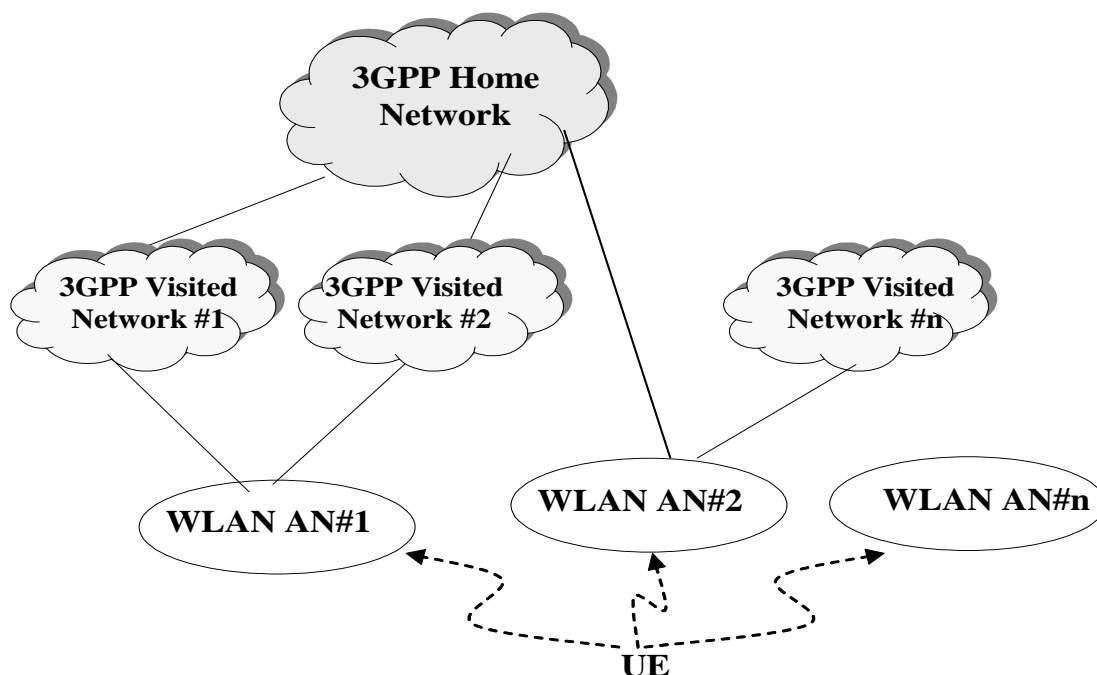 3GPP Home
Network
3GPP Visited
Network #1
3GPP Visited
Network #2
3GPP Visited
Network #n
WLAN AN#1
WLAN AN#2
WLAN AN#n
UE